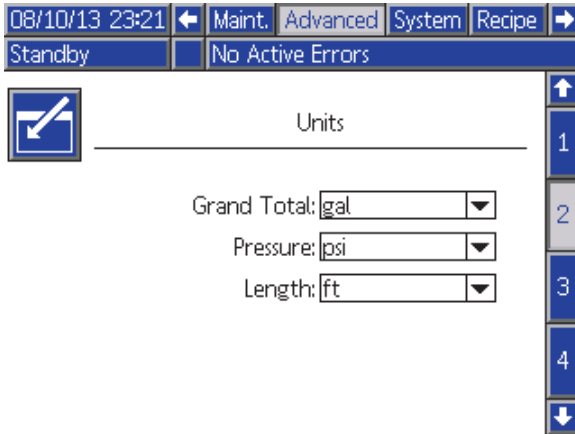 08/10/13 23:21 Maint. Advanced System Recipe
Standby No Active Errors
Units
1
Grand Total: gal
2
Pressure: psi
Length: ft
3
4